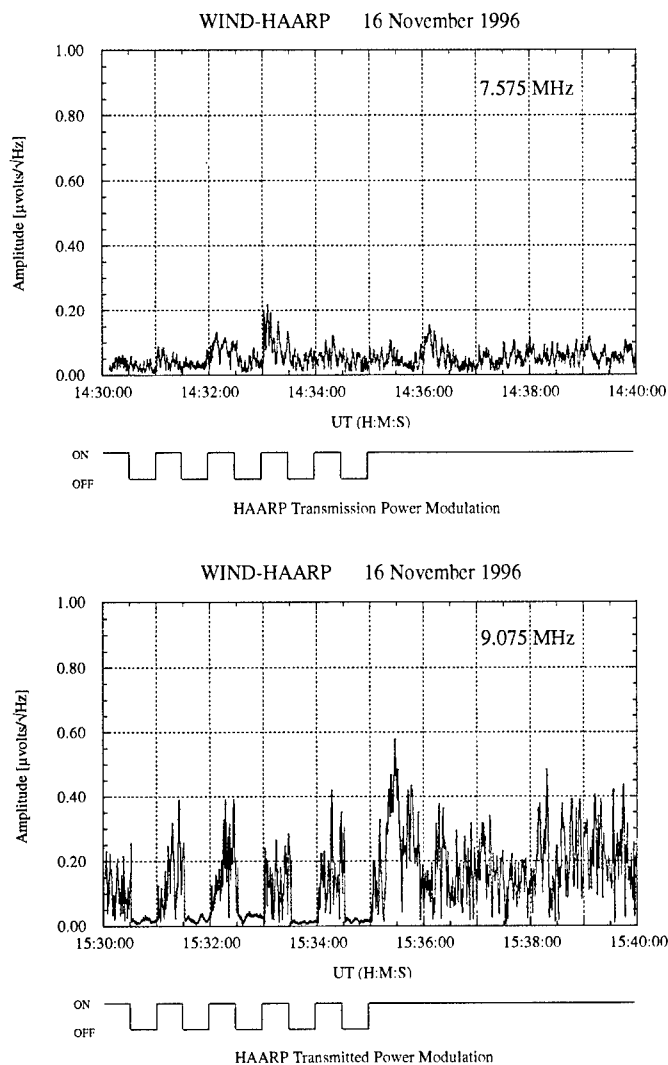 WIND-HAARP 16 November 1996
1.00
7.575 MHz
0.80
0.60
0.40
0.20
0.00
Amplitude [µvolts/√Hz]
14:30:00 14:32:00 14:34:00 14:36:00 14:38:00 14:40:00
UT (H:M:S)
ON
OFF
HAARP Transmission Power Modulation
WIND-HAARP 16 November 1996
1.00
9.075 MHz
0.80
0.60
0.40
0.20
0.00
Amplitude [µvolts/√Hz]
15:30:00 15:32:00 15:34:00 15:36:00 15:38:00 15:40:00
UT (H:M:S)
ON
OFF
HAARP Transmitted Power Modulation